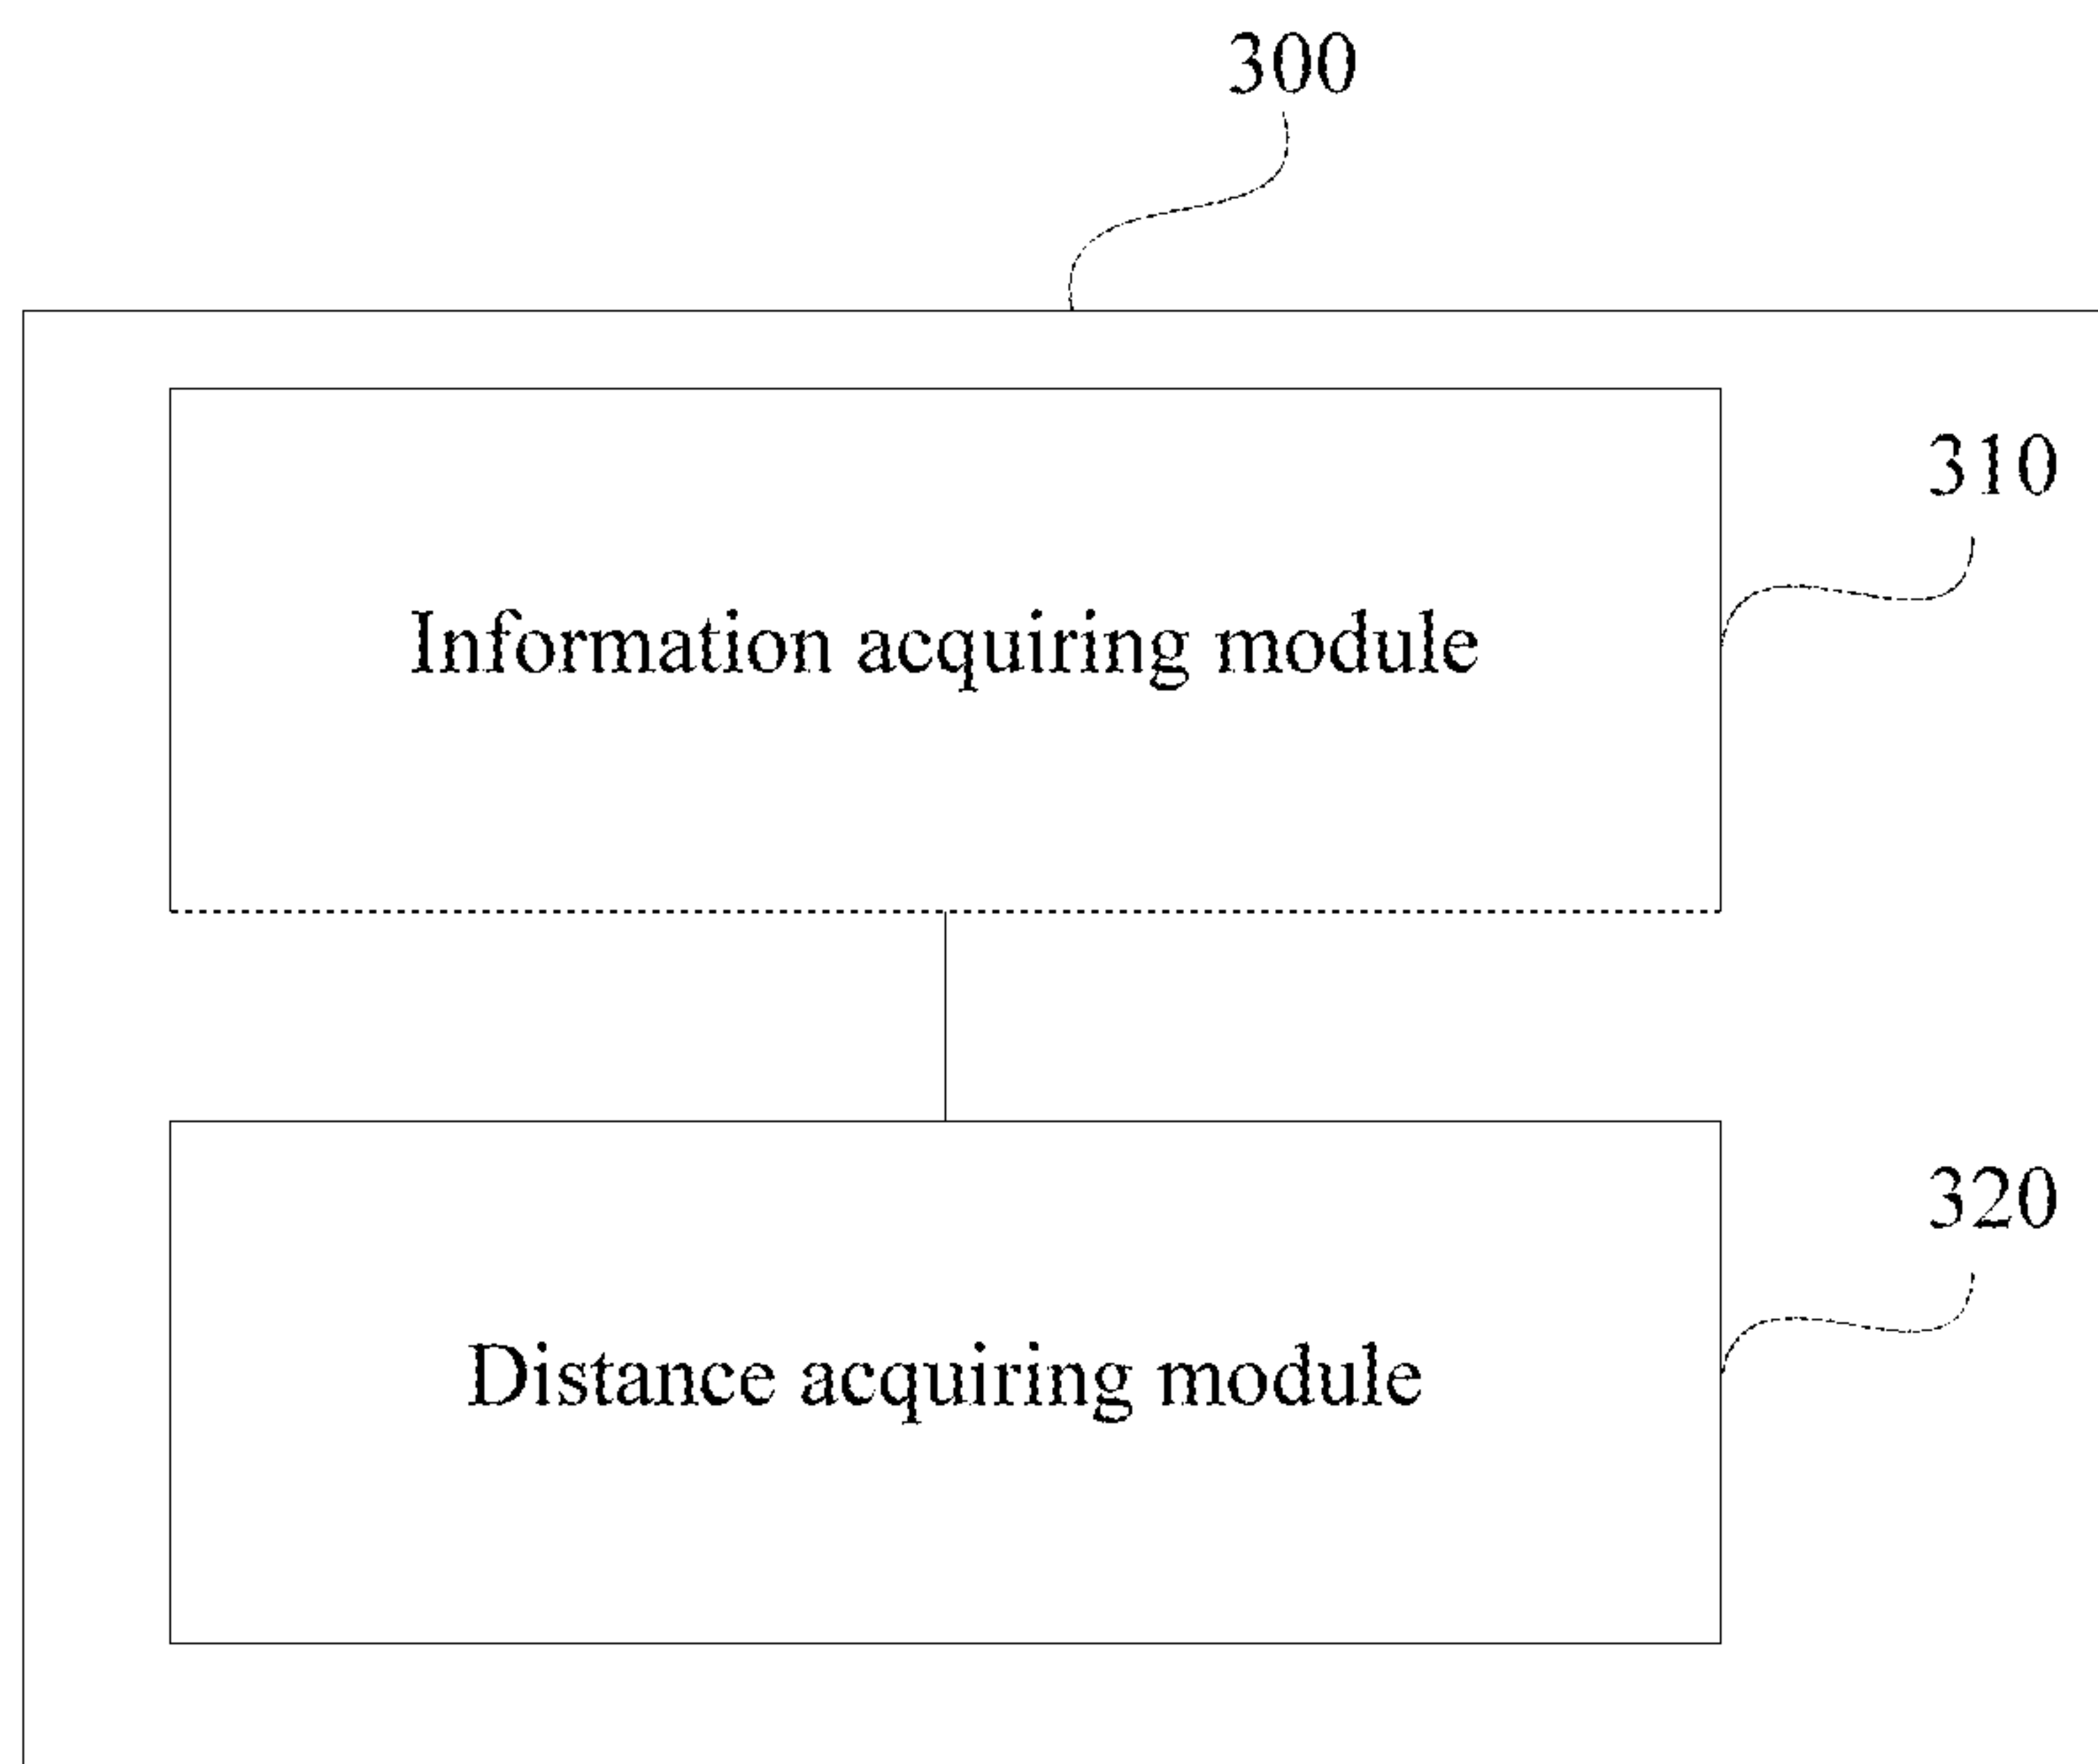 300
310
Information acquiring module
320
Distance acquiring module